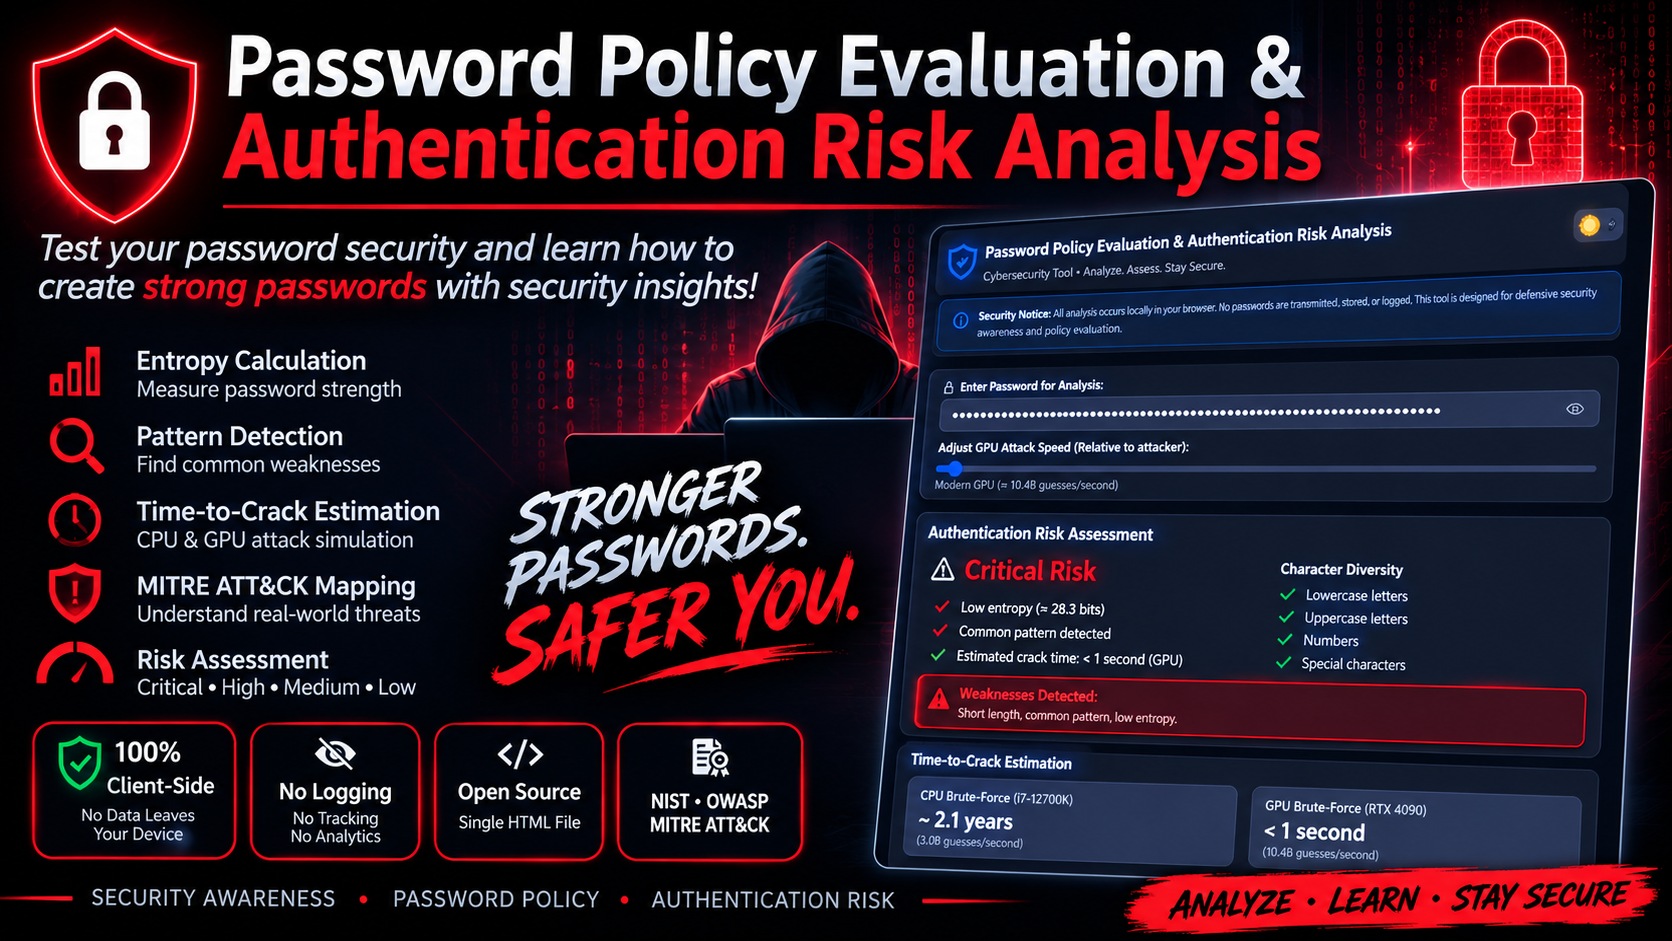 Password Policy Evaluation &
Authentication Risk Analysis
Test your password security and learn how to
create strong passwords with security insights!
Entropy Calculation
Measure password strength
Pattern Detection
Find common weaknesses
Time-to-Crack Estimation
CPU & GPU attack simulation
MITRE ATT&CK Mapping
Understand real-world threats
Risk Assessment
Critical • High • Medium • Low
STRONGER
PASSWORDS.
SAFER YOU.
100%
Client-Side
No Data Leaves
Your Device
No Logging
No Tracking
No Analytics
</>
Open Source
Single HTML File
NIST • OWASP
MITRE ATT&CK
SECURITY AWARENESS • PASSWORD POLICY • AUTHENTICATION RISK
Password Policy Evaluation & Authentication Risk Analysis
Cybersecurity Tool • Analyze. Assess. Stay Secure.
Security Notice: All analysis occurs locally in your browser. No passwords are transmitted, stored, or logged. This tool is designed for defensive security
awareness and policy evaluation.
Enter Password for Analysis:
Adjust GPU Attack Speed (Relative to attacker):
Modern GPU (≈ 10.4B guesses/second)
Authentication Risk Assessment
Critical Risk
Low entropy (≈ 28.3 bits)
Common pattern detected
Estimated crack time: < 1 second (GPU)
Character Diversity
Lowercase letters
Uppercase letters
Numbers
Special characters
Weaknesses Detected:
Short length, common pattern, low entropy.
Time-to-Crack Estimation
CPU Brute-Force (i7-12700K)
~ 2.1 years
(3.0B guesses/second)
GPU Brute-Force (RTX 4090)
< 1 second
(10.4B guesses/second)
ANALYZE • LEARN • STAY SECURE